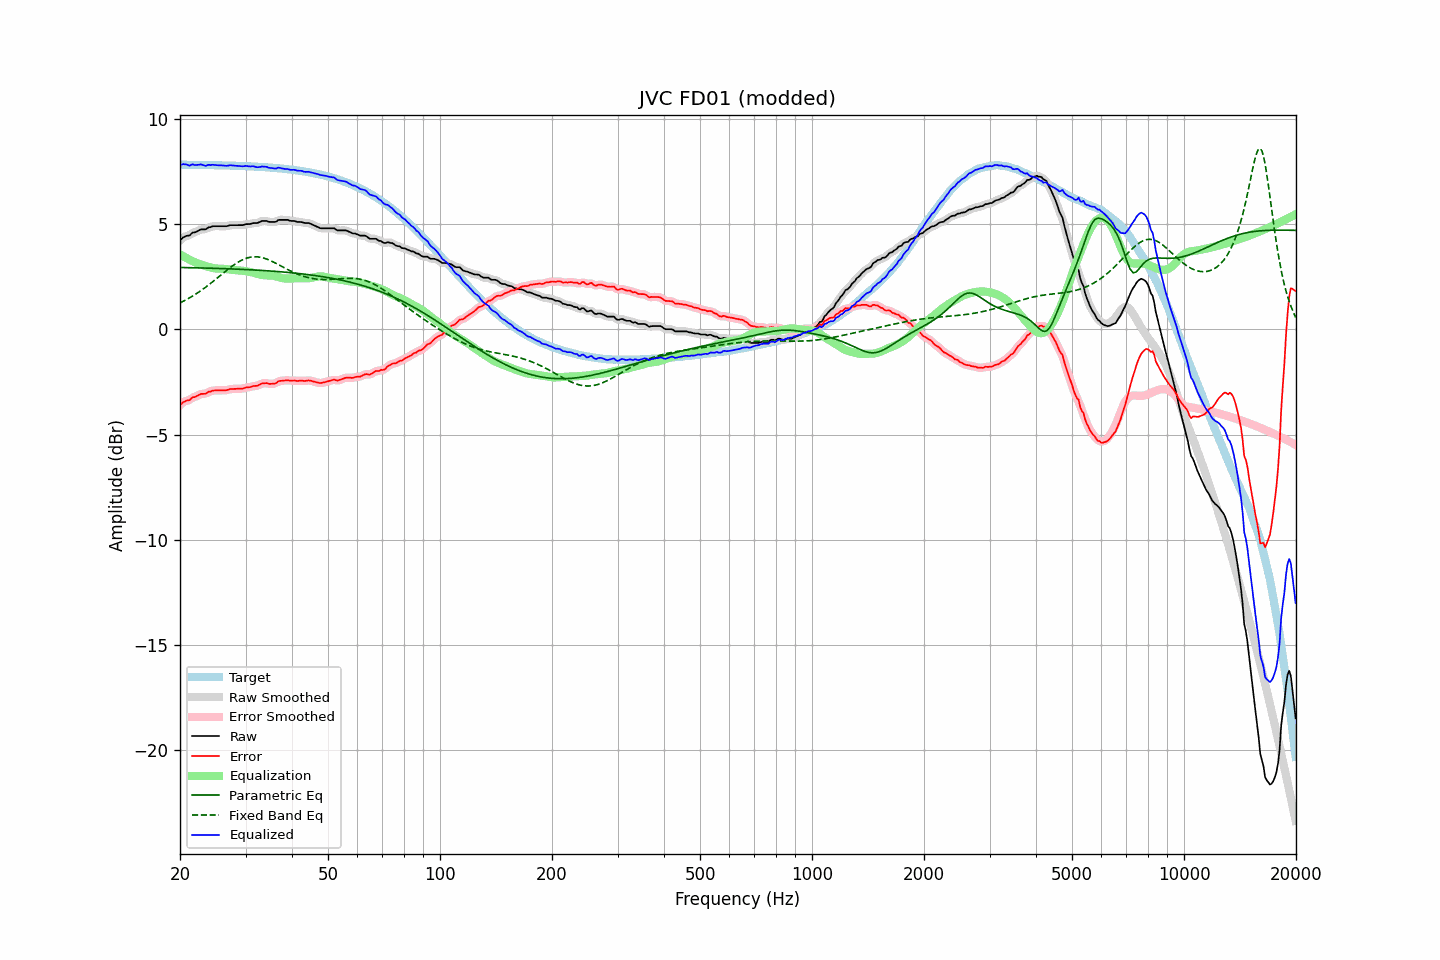 JVC FD01 (modded)
10
5
0
−5
−10
−15
−20
Amplitude (dBr)
Target
Raw Smoothed
Error Smoothed
Raw
Error
Equalization
Parametric Eq
Fixed Band Eq
Equalized
20 50 100 200 500 1000 2000 5000 10000 20000
Frequency (Hz)